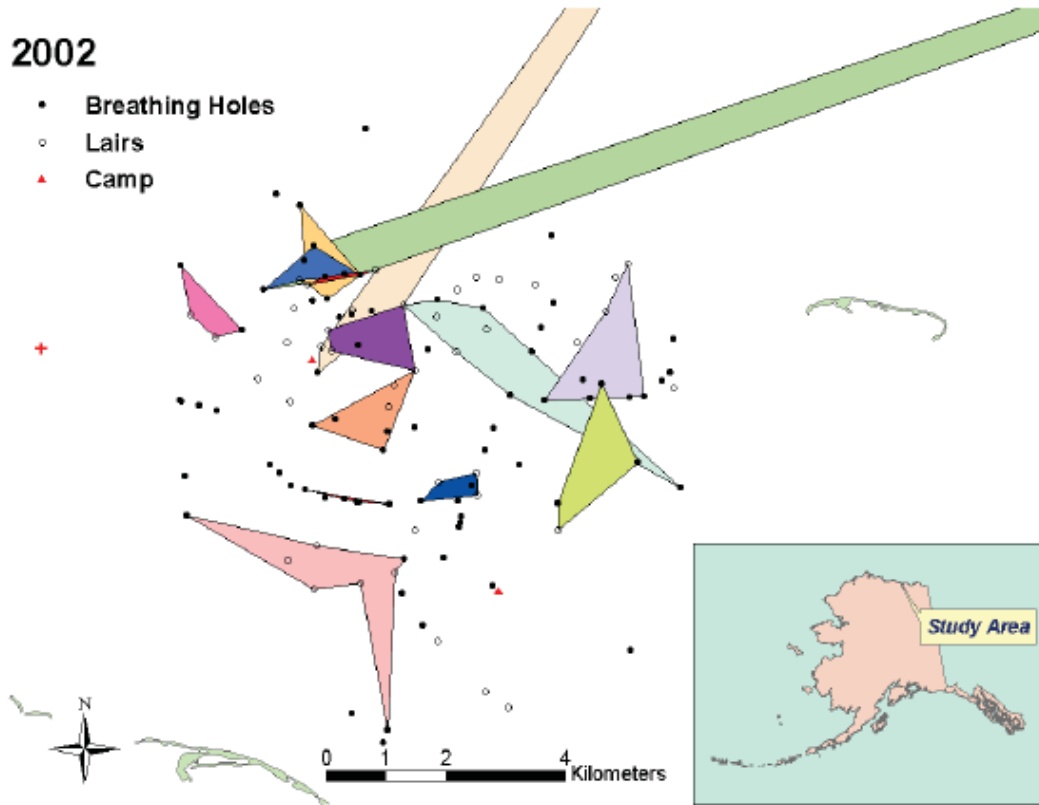 2002
Breathing Holes
Lairs
Camp
Study Area
N
0 1 2 4
Kilometers